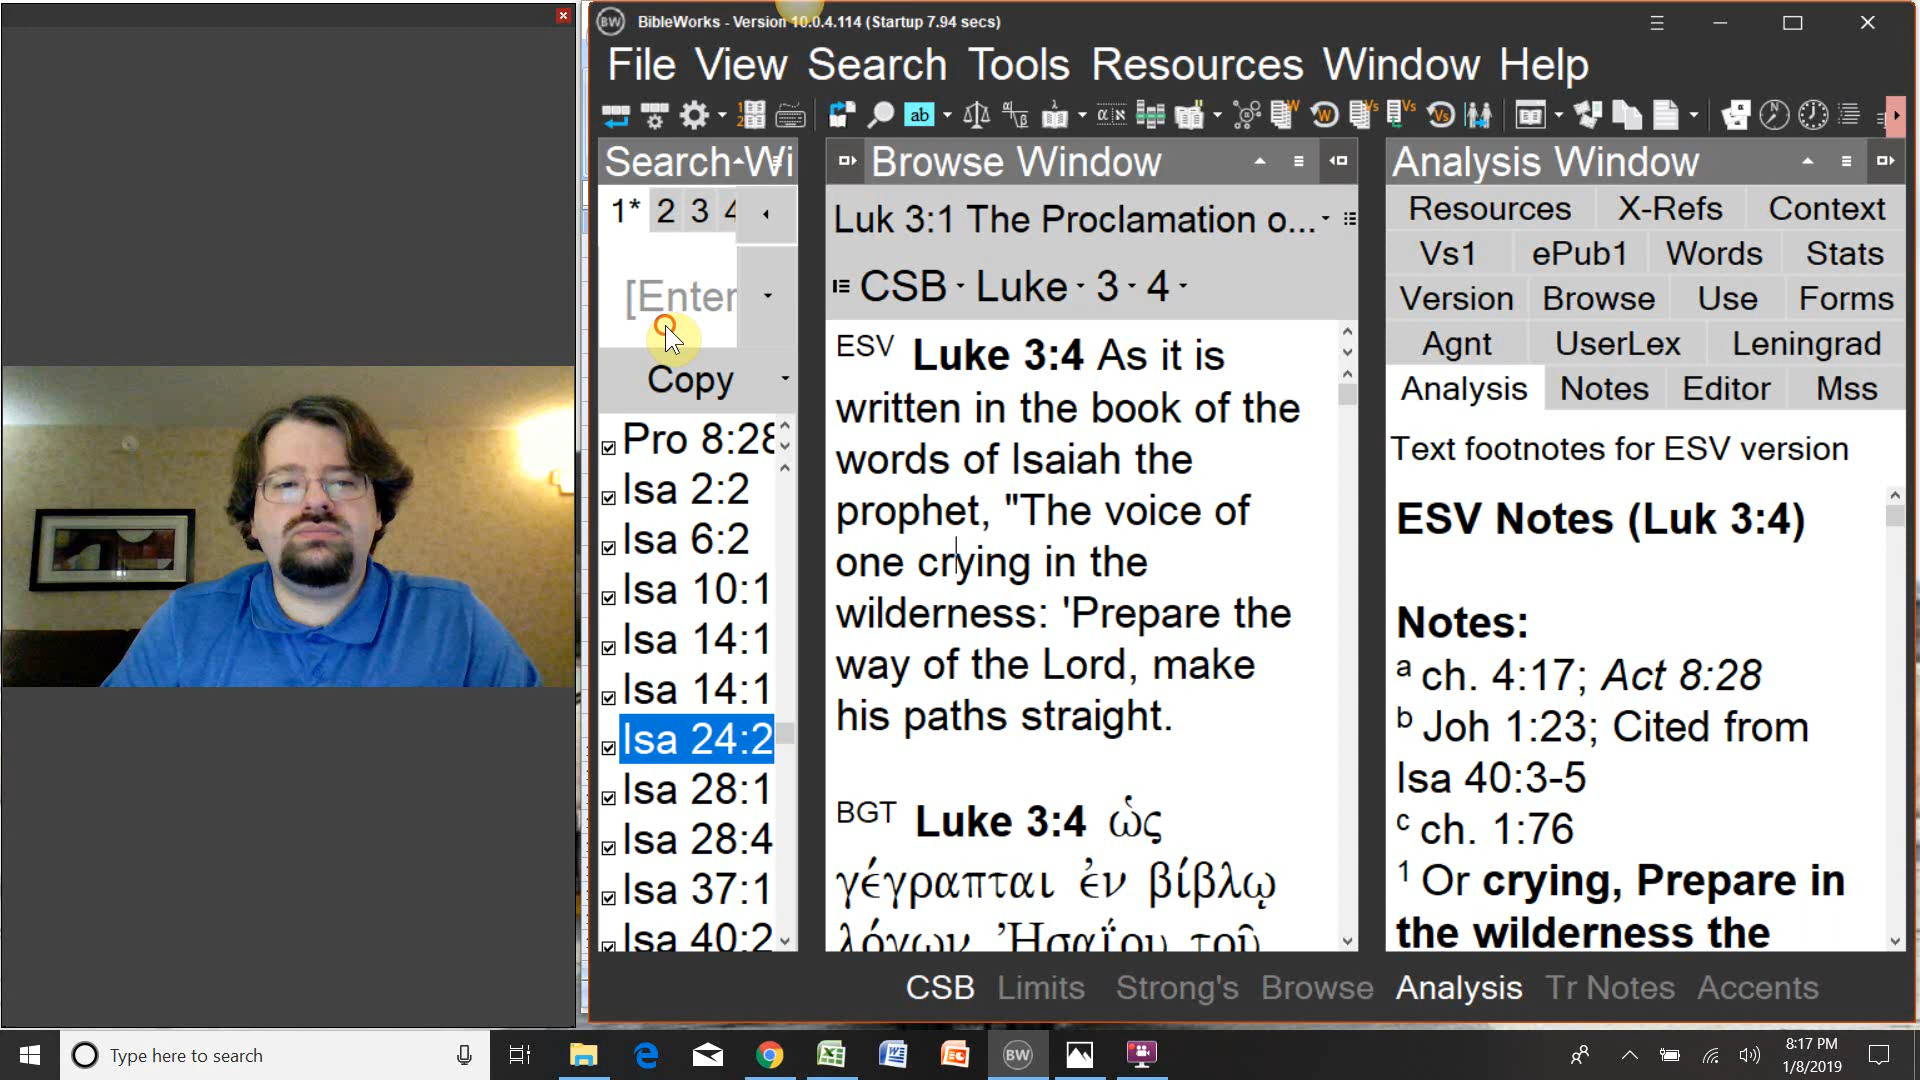 BibleWorks - Version 10.0.4.114 (Startup 7.94 secs)
File View Search Tools Resources Window Help
Search Wi
1* 2 3 4
[Enter
Copy
Pro 8:28
Isa 2:2
Isa 6:2
Isa 10:1
Isa 14:1
Isa 14:1
Isa 24:2
Isa 28:1
Isa 28:4
Isa 37:1
Isa 40:2
Browse Window
Luk 3:1 The Proclamation o...
CSB Luke 3 4
ESV Luke 3:4 As it is
written in the book of the
words of Isaiah the
prophet, "The voice of
one crying in the
wilderness: 'Prepare the
way of the Lord, make
his paths straight.
BGT Luke 3:4 ὡς
γέγραπται ἐν βίβλῳ
λόγων Ἠσαΐου τοῦ
Analysis Window
Resources X-Refs Context
Vs1 ePub1 Words Stats
Version Browse Use Forms
Agnt UserLex Leningrad
Analysis Notes Editor Mss
Text footnotes for ESV version
ESV Notes (Luk 3:4)
Notes:
a ch. 4:17; Act 8:28
b Joh 1:23; Cited from
Isa 40:3-5
c ch. 1:76
1 Or crying, Prepare in
the wilderness the
CSB Limits Strong's Browse Analysis Tr Notes Accents
Type here to search
8:17 PM
1/8/2019